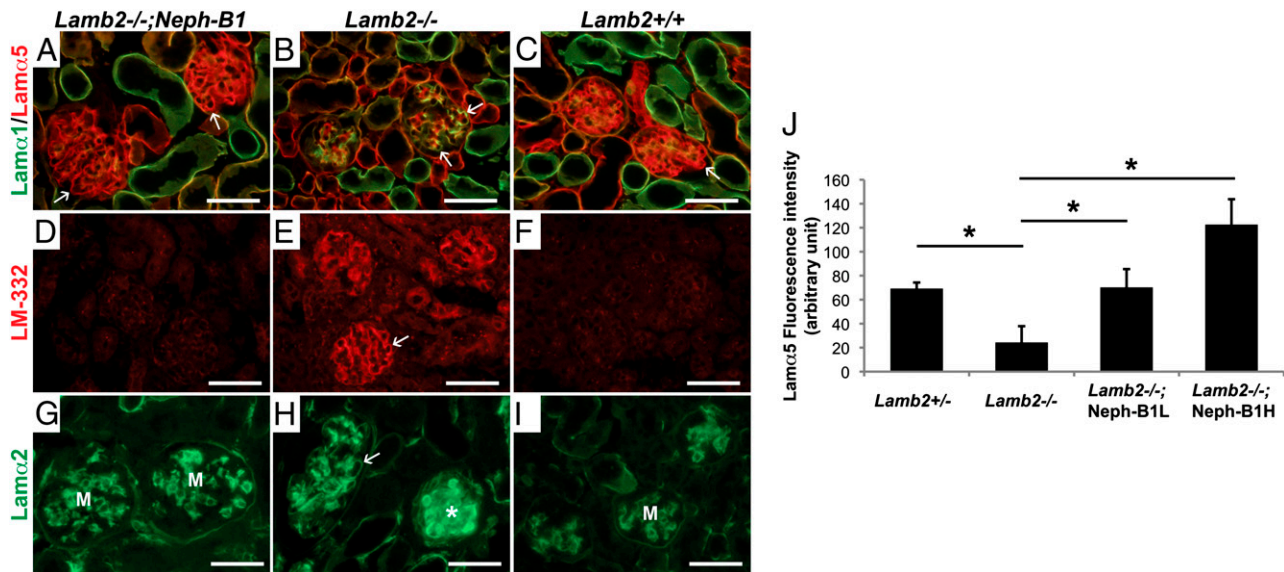 Lamb2-/-;Neph-B1 Lamb2-/- Lamb2+/+
Lamα1/Lamα5
A B C
LM-332
D E F
Lamα2
G H I
M M * M
J
Lamα5 Fluorescence intensity
(arbitrary unit)
160
140
120
100
80
60
40
20
0
* * *
Lamb2+/- Lamb2-/- Lamb2-/-; Lamb2-/-;
Neph-B1L Neph-B1H